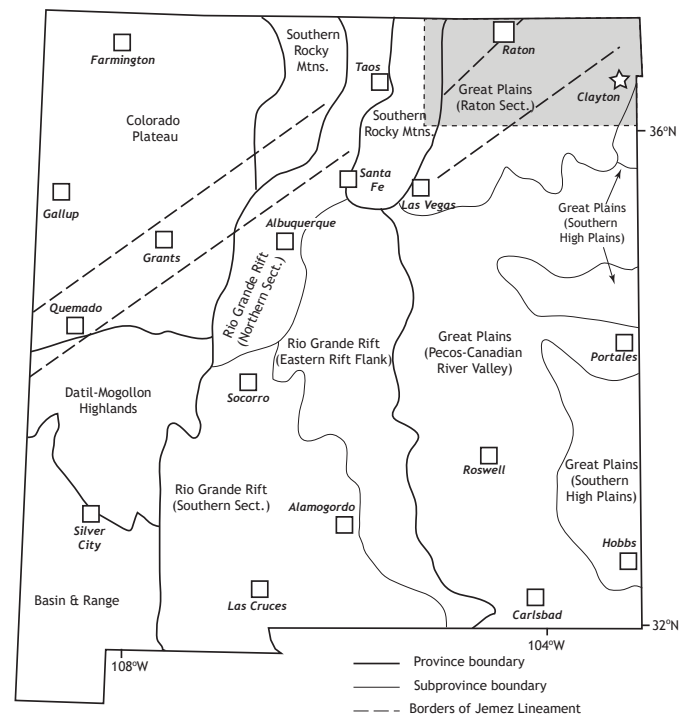 Southern
Rocky
Mtns.
Raton
Farmington
Taos
Great Plains
(Raton Sect.)
Clayton
Colorado
Plateau
Southern
Rocky Mtns.
36°N
Santa
Fe
Las Vegas
Gallup
Great Plains
(Southern
High Plains)
Albuquerque
Grants
Rio Grande Rift
(Northern Sect.)
Quemado
Rio Grande Rift
(Eastern Rift Flank)
Great Plains
(Pecos-Canadian
River Valley)
Portales
Datil-Mogollon
Highlands
Socorro
Roswell
Great Plains
(Southern
High Plains)
Rio Grande Rift
(Southern Sect.)
Alamogordo
Silver
City
Hobbs
Basin & Range
Las Cruces
Carlsbad
32°N
108°W
104°W
Province boundary
Subprovince boundary
Borders of Jemez Lineament